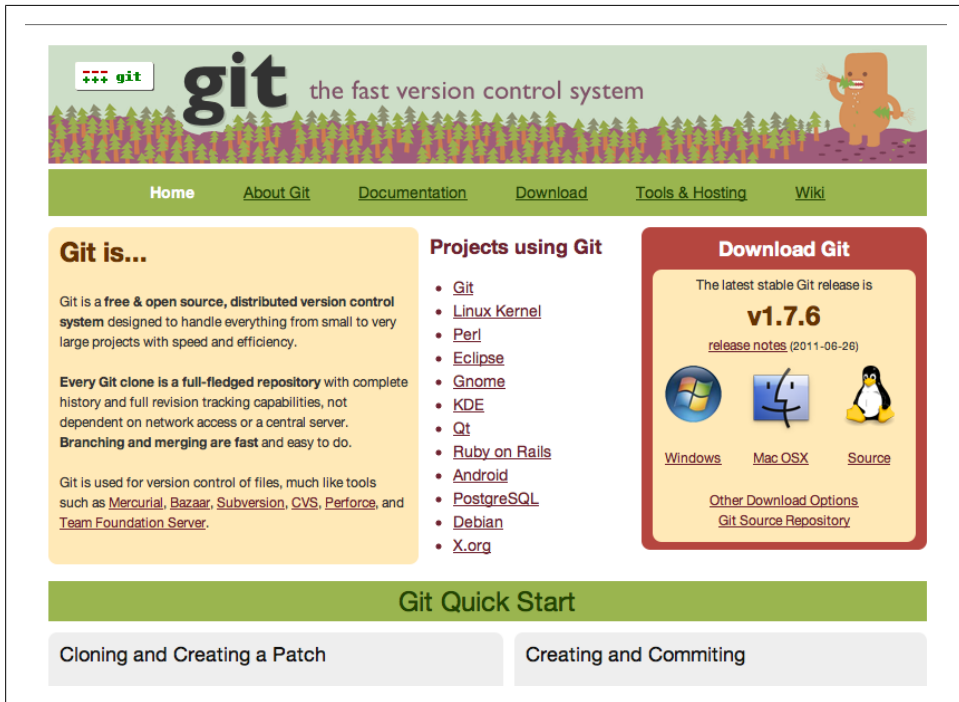 --- git
+++
git the fast version control system
Home About Git Documentation Download Tools & Hosting Wiki
Git is...
Git is a free & open source, distributed version control
system designed to handle everything from small to very
large projects with speed and efficiency.
Every Git clone is a full-fledged repository with complete
history and full revision tracking capabilities, not
dependent on network access or a central server.
Branching and merging are fast and easy to do.
Git is used for version control of files, much like tools
such as Mercurial, Bazaar, Subversion, CVS, Perforce, and
Team Foundation Server.
Projects using Git
• Git
• Linux Kernel
• Perl
• Eclipse
• Gnome
• KDE
• Qt
• Ruby on Rails
• Android
• PostgreSQL
• Debian
• X.org
Download Git
The latest stable Git release is
v1.7.6
release notes (2011-06-26)
Windows Mac OSX Source
Other Download Options
Git Source Repository
Git Quick Start
Cloning and Creating a Patch
Creating and Commiting